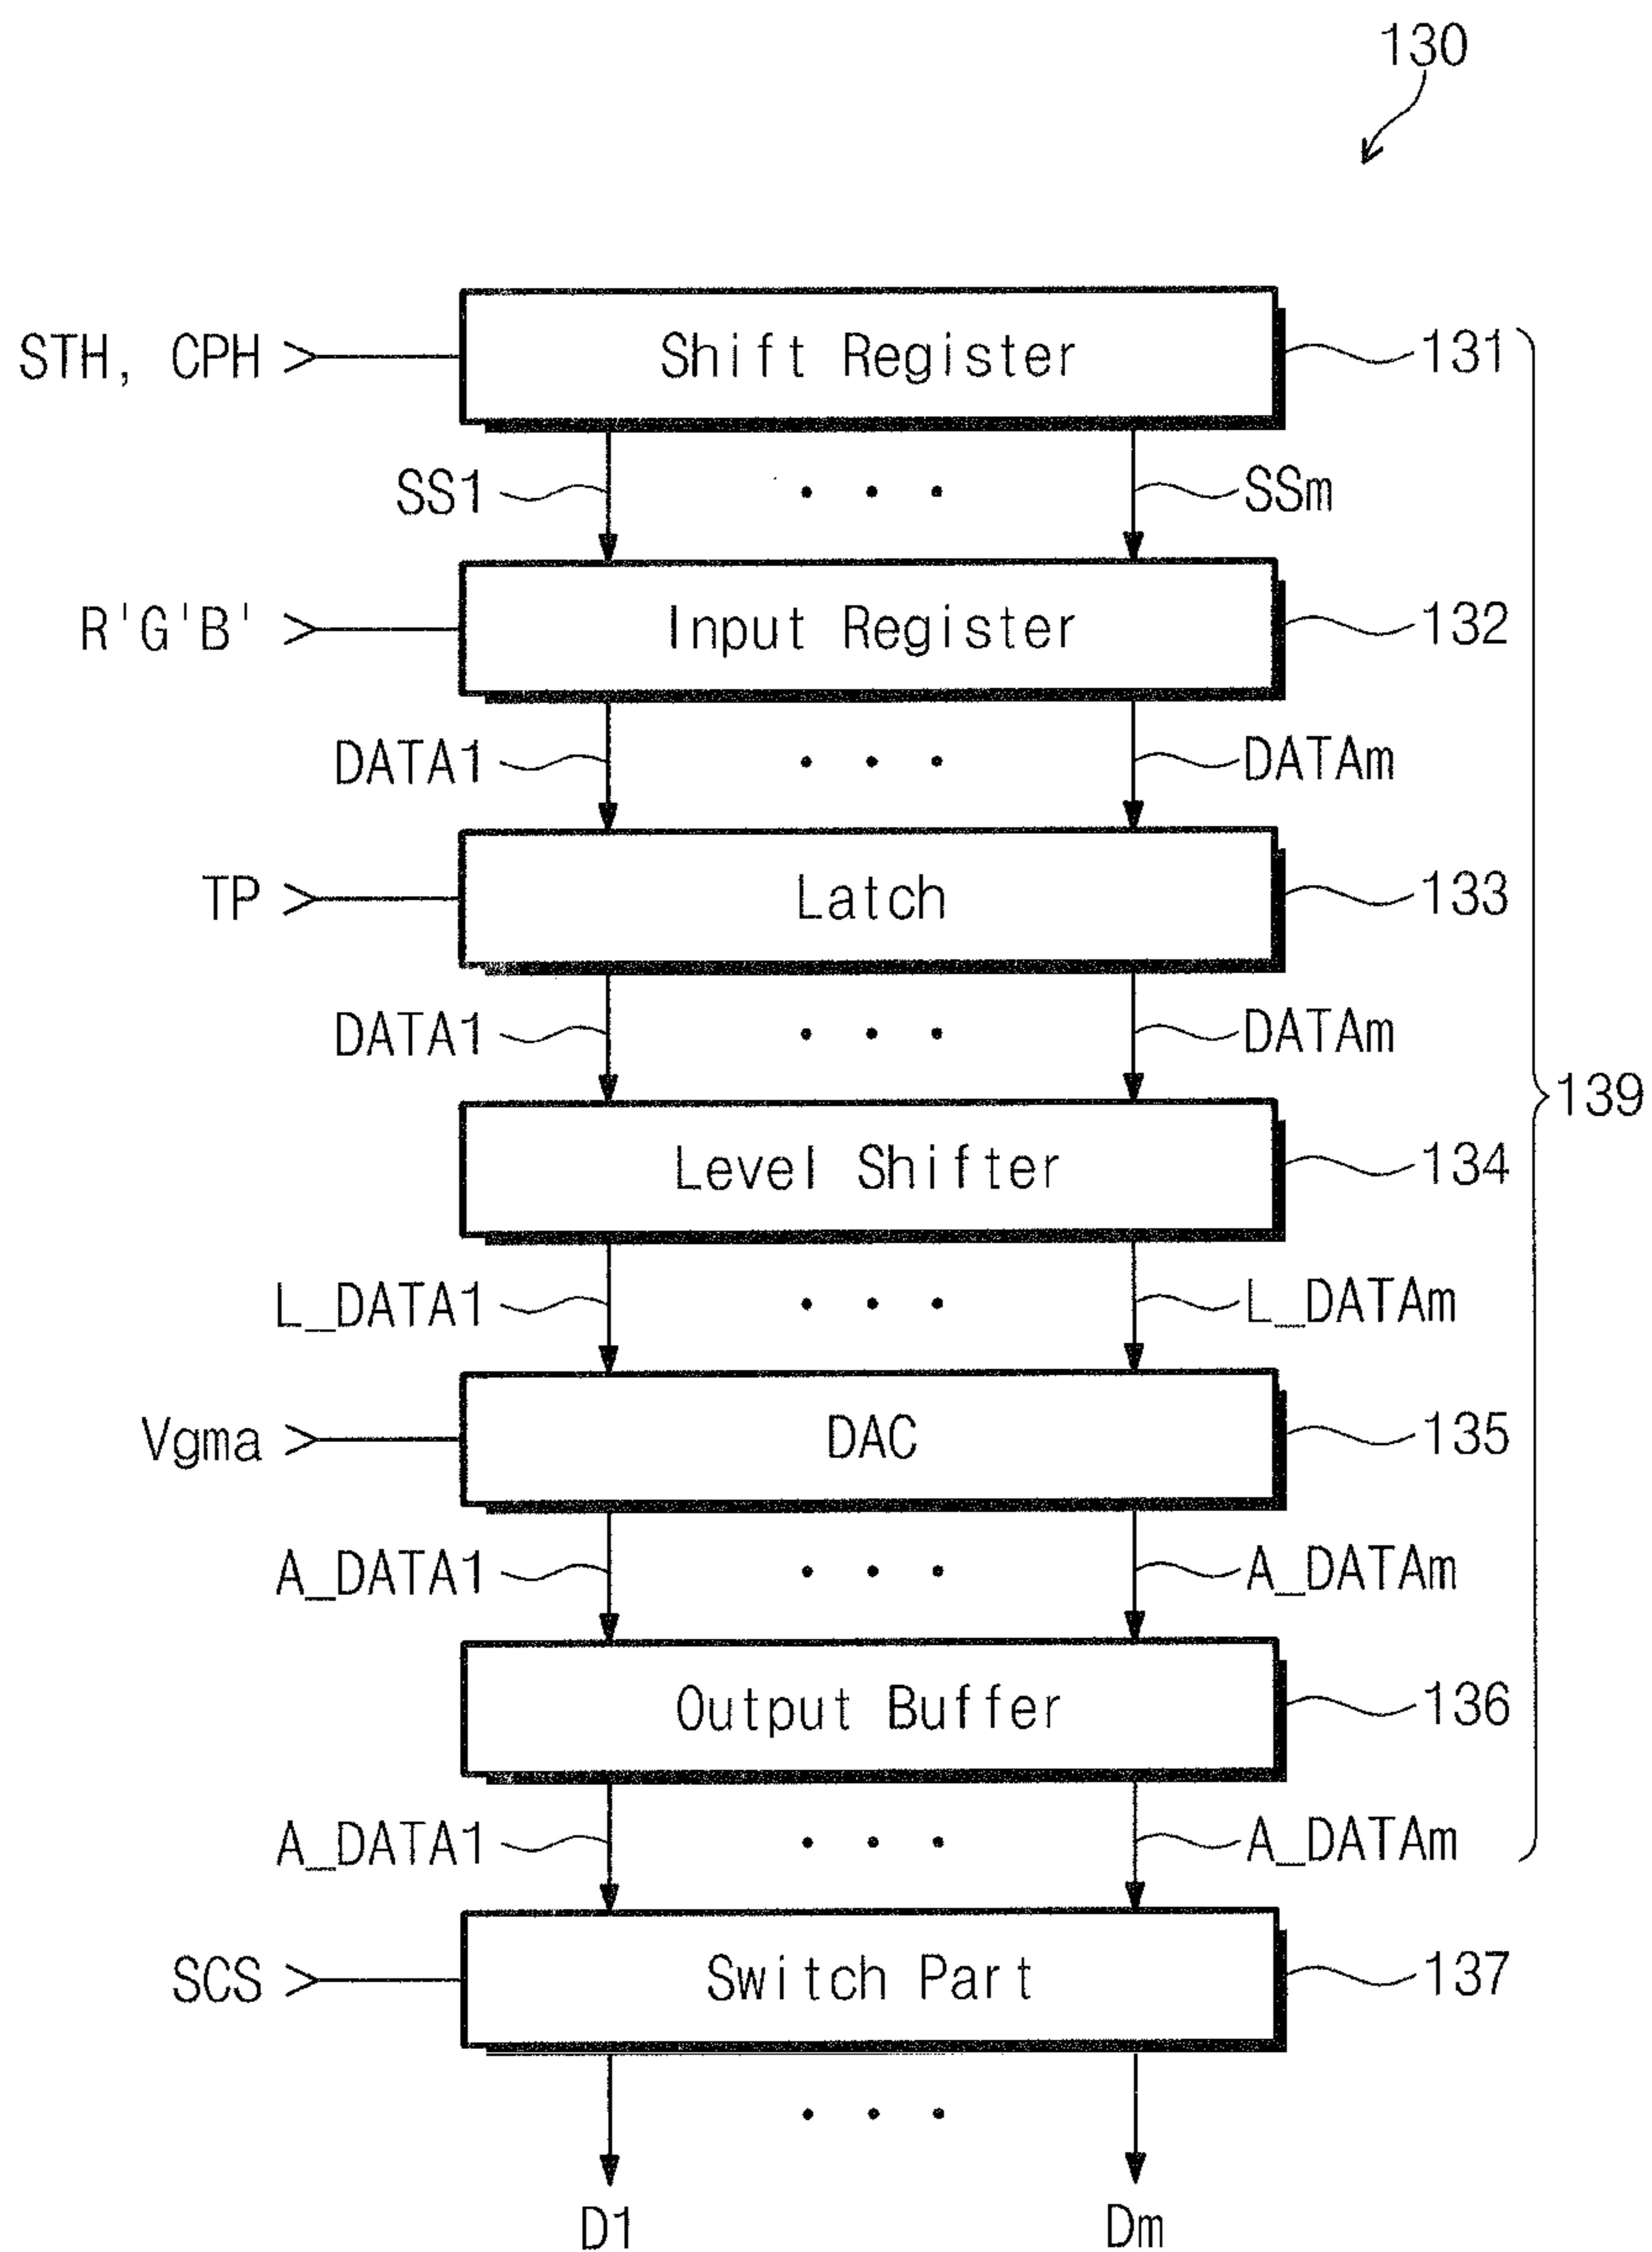 130
STH, CPH
Shift Register
131
SS1
SSm
R'G'B'
Input Register
132
DATA1
DATAm
TP
Latch
133
DATA1
DATAm
139
Level Shifter
134
L_DATA1
L_DATAm
Vgma
DAC
135
A_DATA1
A_DATAm
Output Buffer
136
A_DATA1
A_DATAm
SCS
Switch Part
137
D1
Dm